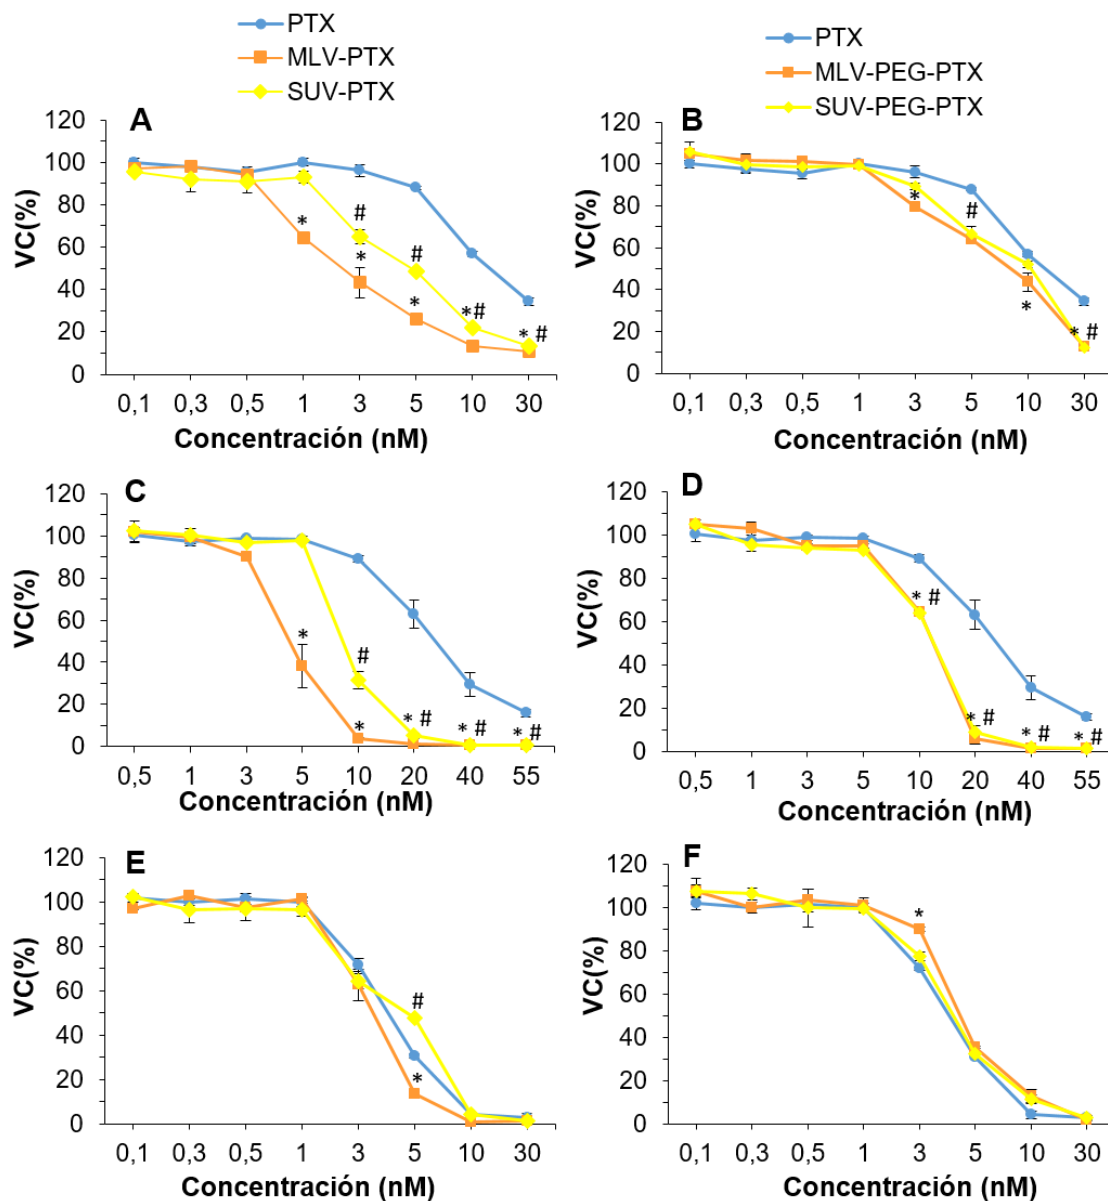 PTX
MLV-PTX
SUV-PTX
PTX
MLV-PEG-PTX
SUV-PEG-PTX
A
VC(%)
120
100
80
60
40
20
0
* # * # * *# * #
0,1 0,3 0,5 1 3 5 10 30
Concentración (nM)
B
VC(%)
120
100
80
60
40
20
0
* # * * #
0,1 0,3 0,5 1 3 5 10 30
Concentración (nM)
C
VC(%)
120
100
80
60
40
20
0
* # * * # * # * #
0,5 1 3 5 10 20 40 55
Concentración (nM)
D
VC(%)
120
100
80
60
40
20
0
* # * # * # * #
0,5 1 3 5 10 20 40 55
Concentración (nM)
E
VC(%)
120
100
80
60
40
20
0
# *
0,1 0,3 0,5 1 3 5 10 30
Concentración (nM)
F
VC(%)
120
100
80
60
40
20
0
*
0,1 0,3 0,5 1 3 5 10 30
Concentración (nM)